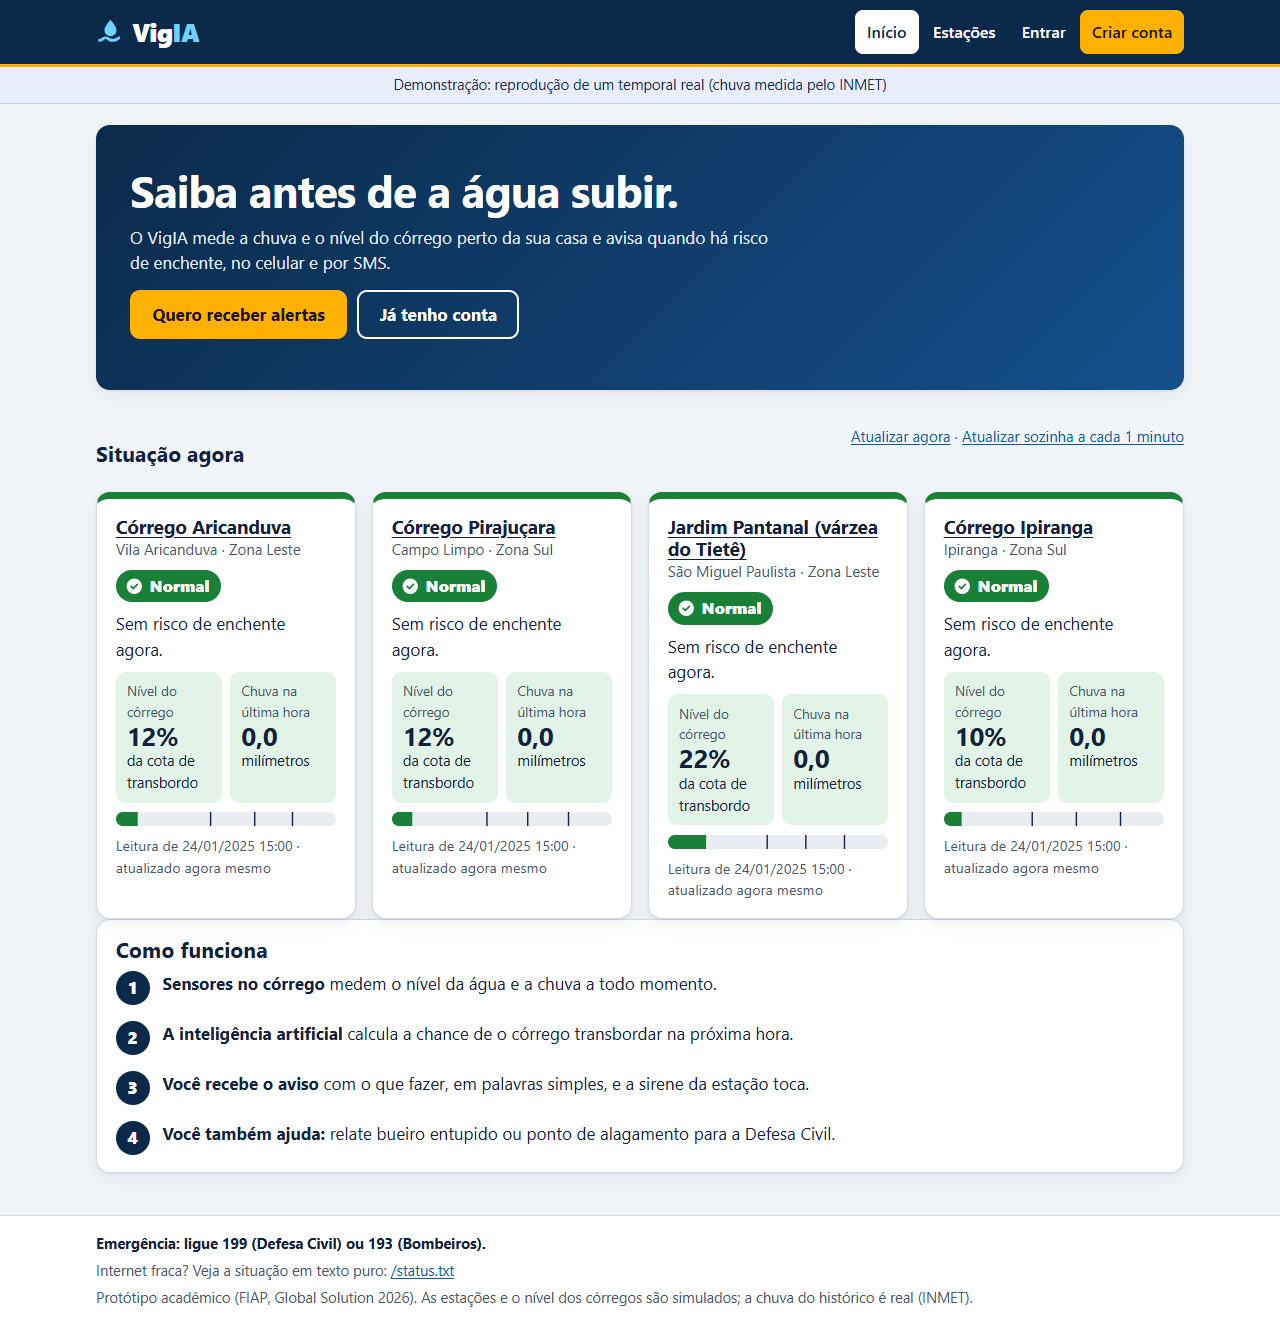 VigIA
Início
Estações
Entrar
Criar conta
Demonstração: reprodução de um temporal real (chuva medida pelo INMET)
Saiba antes de a água subir.
O VigIA mede a chuva e o nível do córrego perto da sua casa e avisa quando há risco
de enchente, no celular e por SMS.
Quero receber alertas
Já tenho conta
Situação agora
Atualizar agora · Atualizar sozinha a cada 1 minuto
Córrego Aricanduva
Vila Aricanduva · Zona Leste
Normal
Sem risco de enchente
agora.
Nível do
córrego
12%
da cota de
transbordo
Chuva na
última hora
0,0
milímetros
Leitura de 24/01/2025 15:00 ·
atualizado agora mesmo
Córrego Pirajuçara
Campo Limpo · Zona Sul
Normal
Sem risco de enchente
agora.
Nível do
córrego
12%
da cota de
transbordo
Chuva na
última hora
0,0
milímetros
Leitura de 24/01/2025 15:00 ·
atualizado agora mesmo
Jardim Pantanal (várzea
do Tietê)
São Miguel Paulista · Zona Leste
Normal
Sem risco de enchente
agora.
Nível do
córrego
22%
da cota de
transbordo
Chuva na
última hora
0,0
milímetros
Leitura de 24/01/2025 15:00 ·
atualizado agora mesmo
Córrego Ipiranga
Ipiranga · Zona Sul
Normal
Sem risco de enchente
agora.
Nível do
córrego
10%
da cota de
transbordo
Chuva na
última hora
0,0
milímetros
Leitura de 24/01/2025 15:00 ·
atualizado agora mesmo
Como funciona
1 Sensores no córrego medem o nível da água e a chuva a todo momento.
2 A inteligência artificial calcula a chance de o córrego transbordar na próxima hora.
3 Você recebe o aviso com o que fazer, em palavras simples, e a sirene da estação toca.
4 Você também ajuda: relate bueiro entupido ou ponto de alagamento para a Defesa Civil.
Emergência: ligue 199 (Defesa Civil) ou 193 (Bombeiros).
Internet fraca? Veja a situação em texto puro: /status.txt
Protótipo acadêmico (FIAP, Global Solution 2026). As estações e o nível dos córregos são simulados; a chuva do histórico é real (INMET).